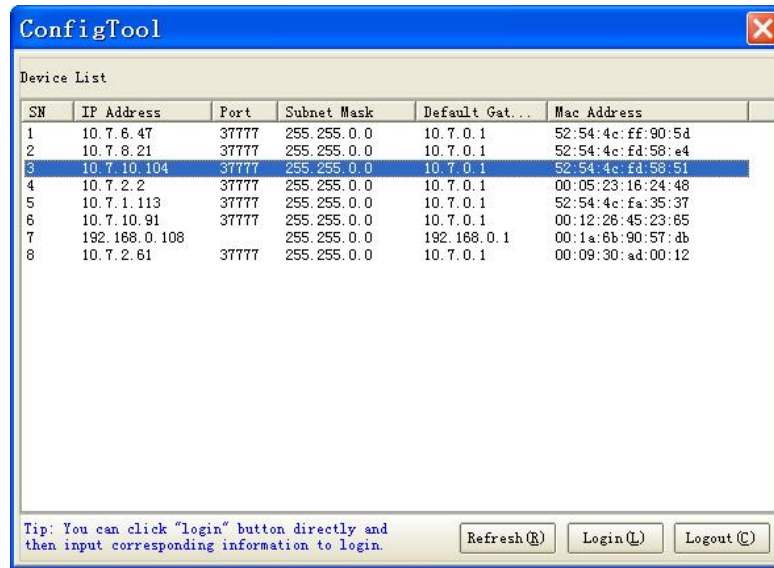 ConfigTool
Device List
SN IP Address Port Subnet Mask Default Gat... Mac Address
1 10.7.6.47 37777 255.255.0.0 10.7.0.1 52:54:4c:ff:90:5d
2 10.7.8.21 37777 255.255.0.0 10.7.0.1 52:54:4c:fd:58:e4
3 10.7.10.104 37777 255.255.0.0 10.7.0.1 52:54:4c:fd:58:51
4 10.7.2.2 37777 255.255.0.0 10.7.0.1 00:05:23:16:24:48
5 10.7.1.113 37777 255.255.0.0 10.7.0.1 52:54:4c:fa:35:37
6 10.7.10.91 37777 255.255.0.0 10.7.0.1 00:12:26:45:23:65
7 192.168.0.108 255.255.0.0 192.168.0.1 00:1a:6b:90:57:db
8 10.7.2.61 37777 255.255.0.0 10.7.0.1 00:09:30:ad:00:12
Tip: You can click "login" button directly and
then input corresponding information to login.
Refresh(R) Login(L) Logout(C)